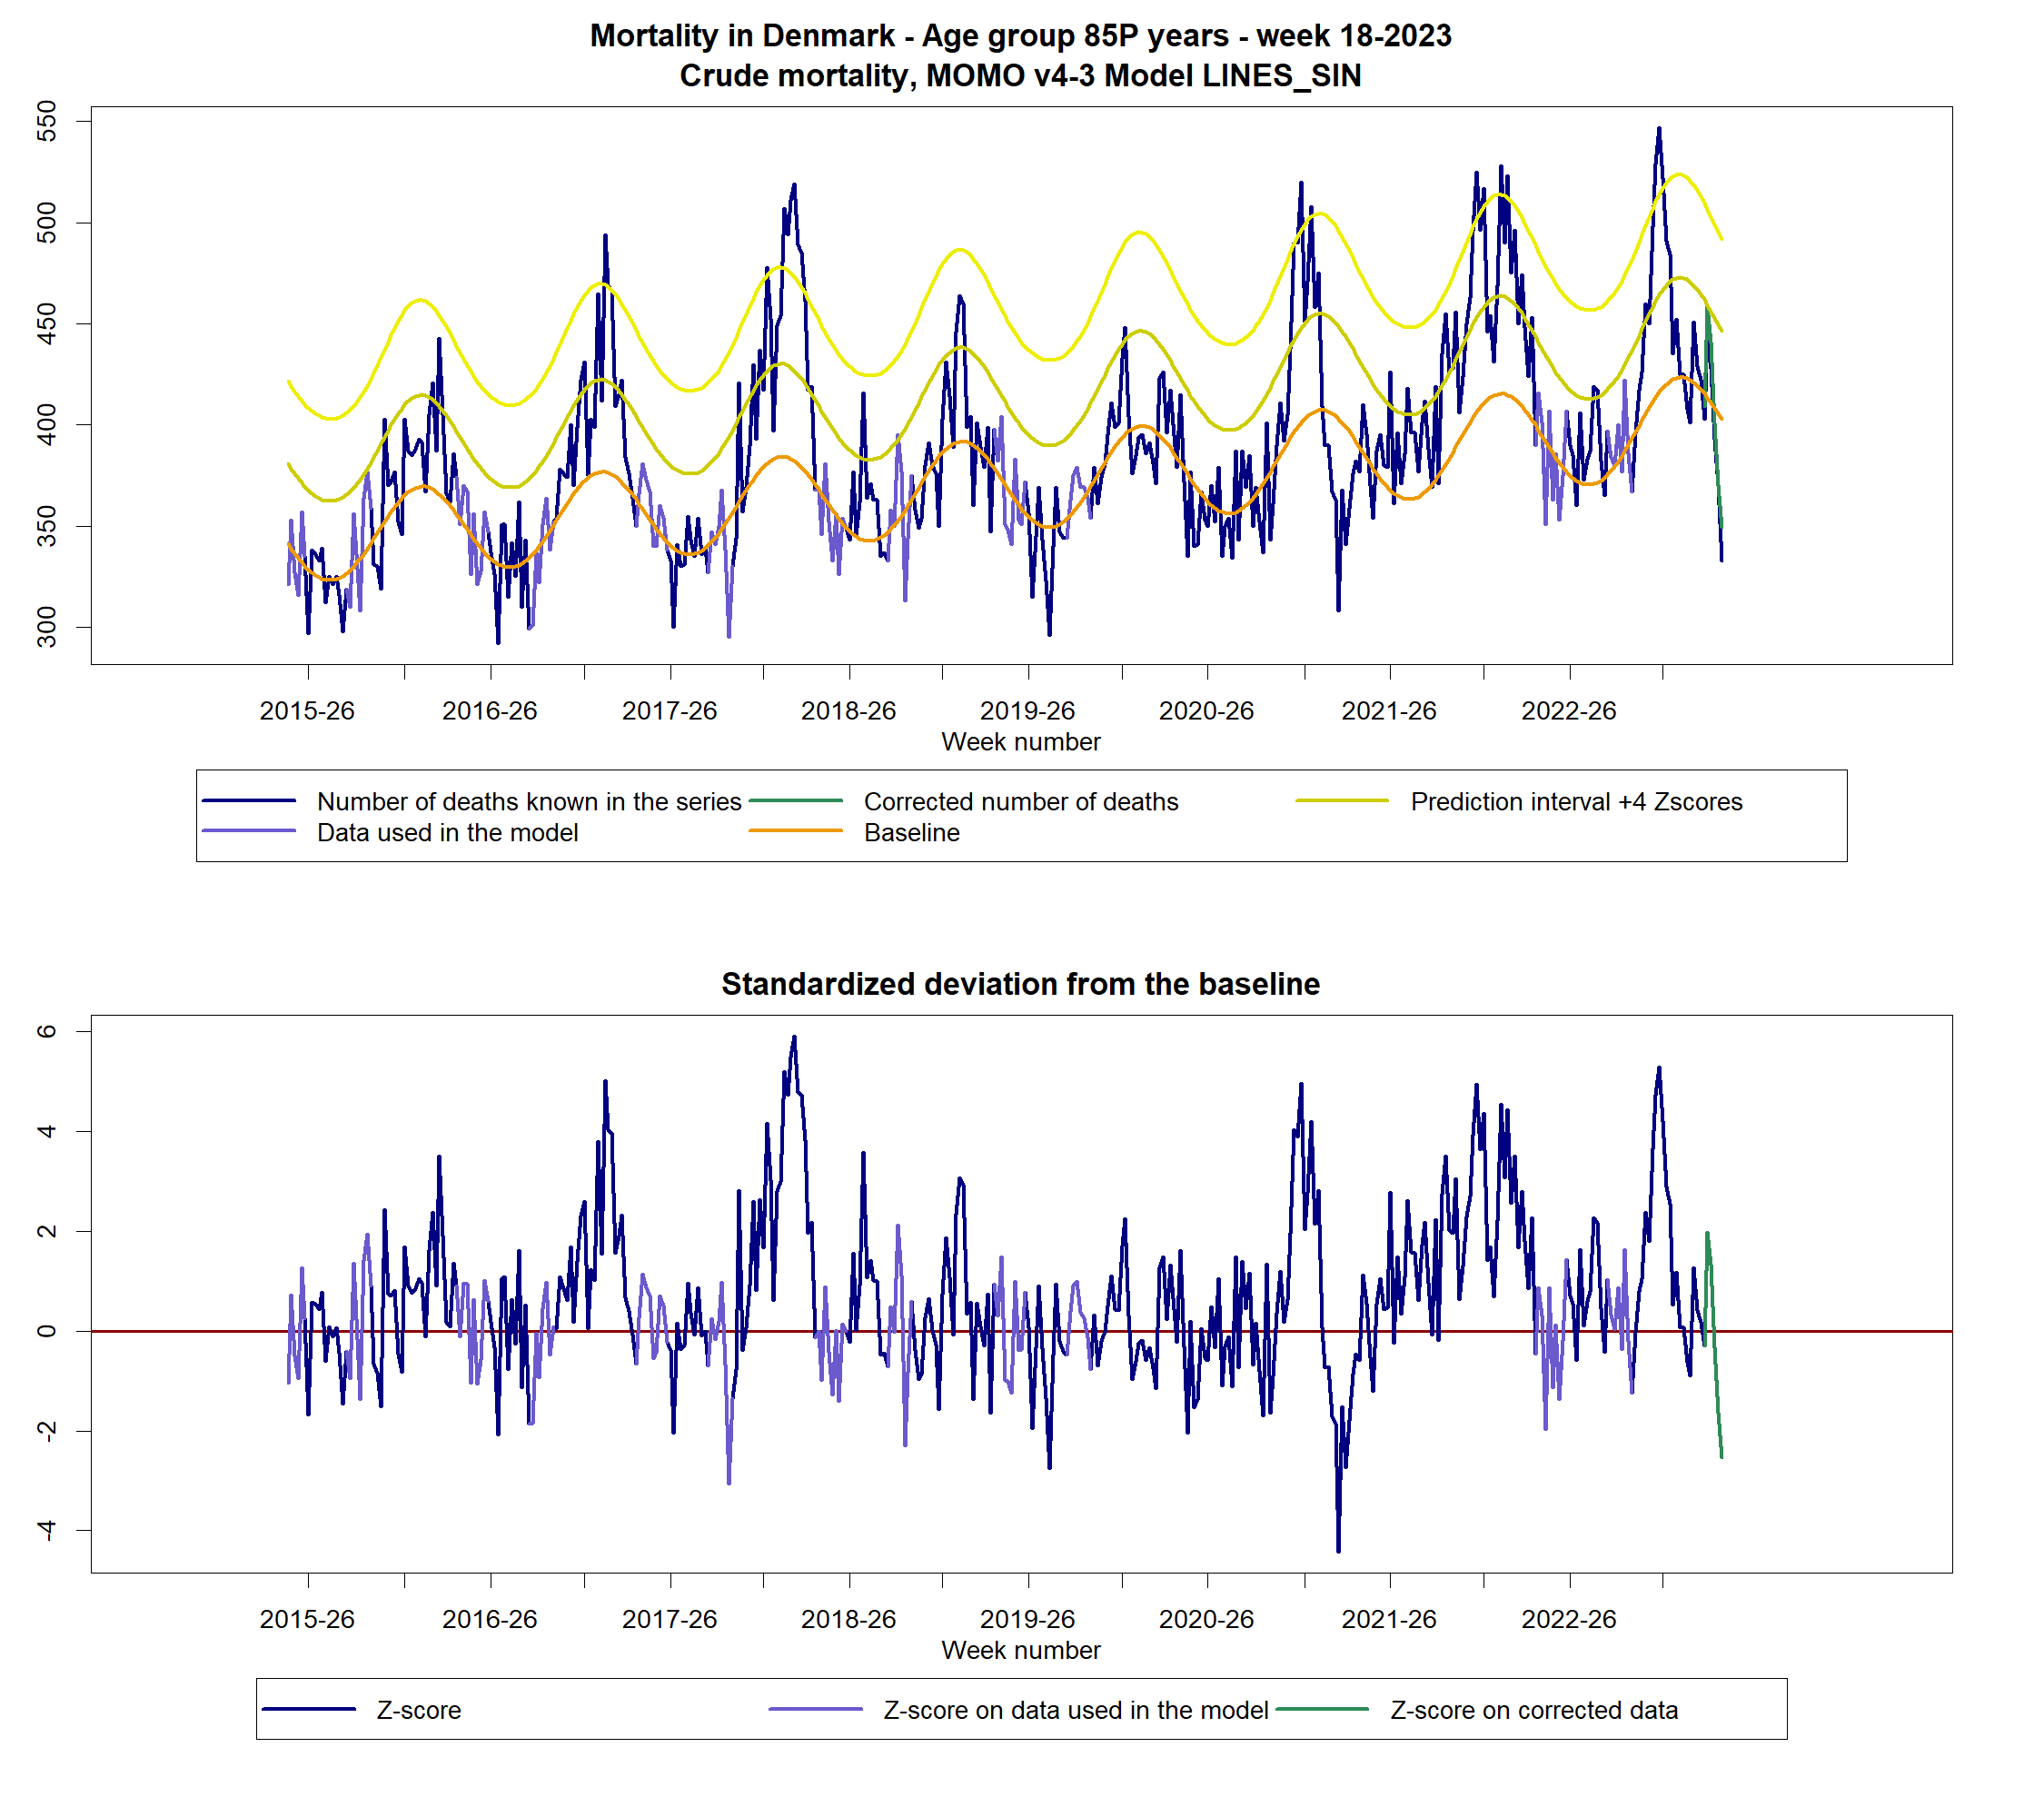 Mortality in Denmark - Age group 85P years - week 18-2023
Crude mortality, MOMO v4-3 Model LINES_SIN
550
500
450
400
350
300
2015-26 2016-26 2017-26 2018-26 2019-26 2020-26 2021-26 2022-26
Week number
Number of deaths known in the series Corrected number of deaths Prediction interval +4 Zscores
Data used in the model Baseline
Standardized deviation from the baseline
6
4
2
0
-2
-4
2015-26 2016-26 2017-26 2018-26 2019-26 2020-26 2021-26 2022-26
Week number
Z-score Z-score on data used in the model Z-score on corrected data